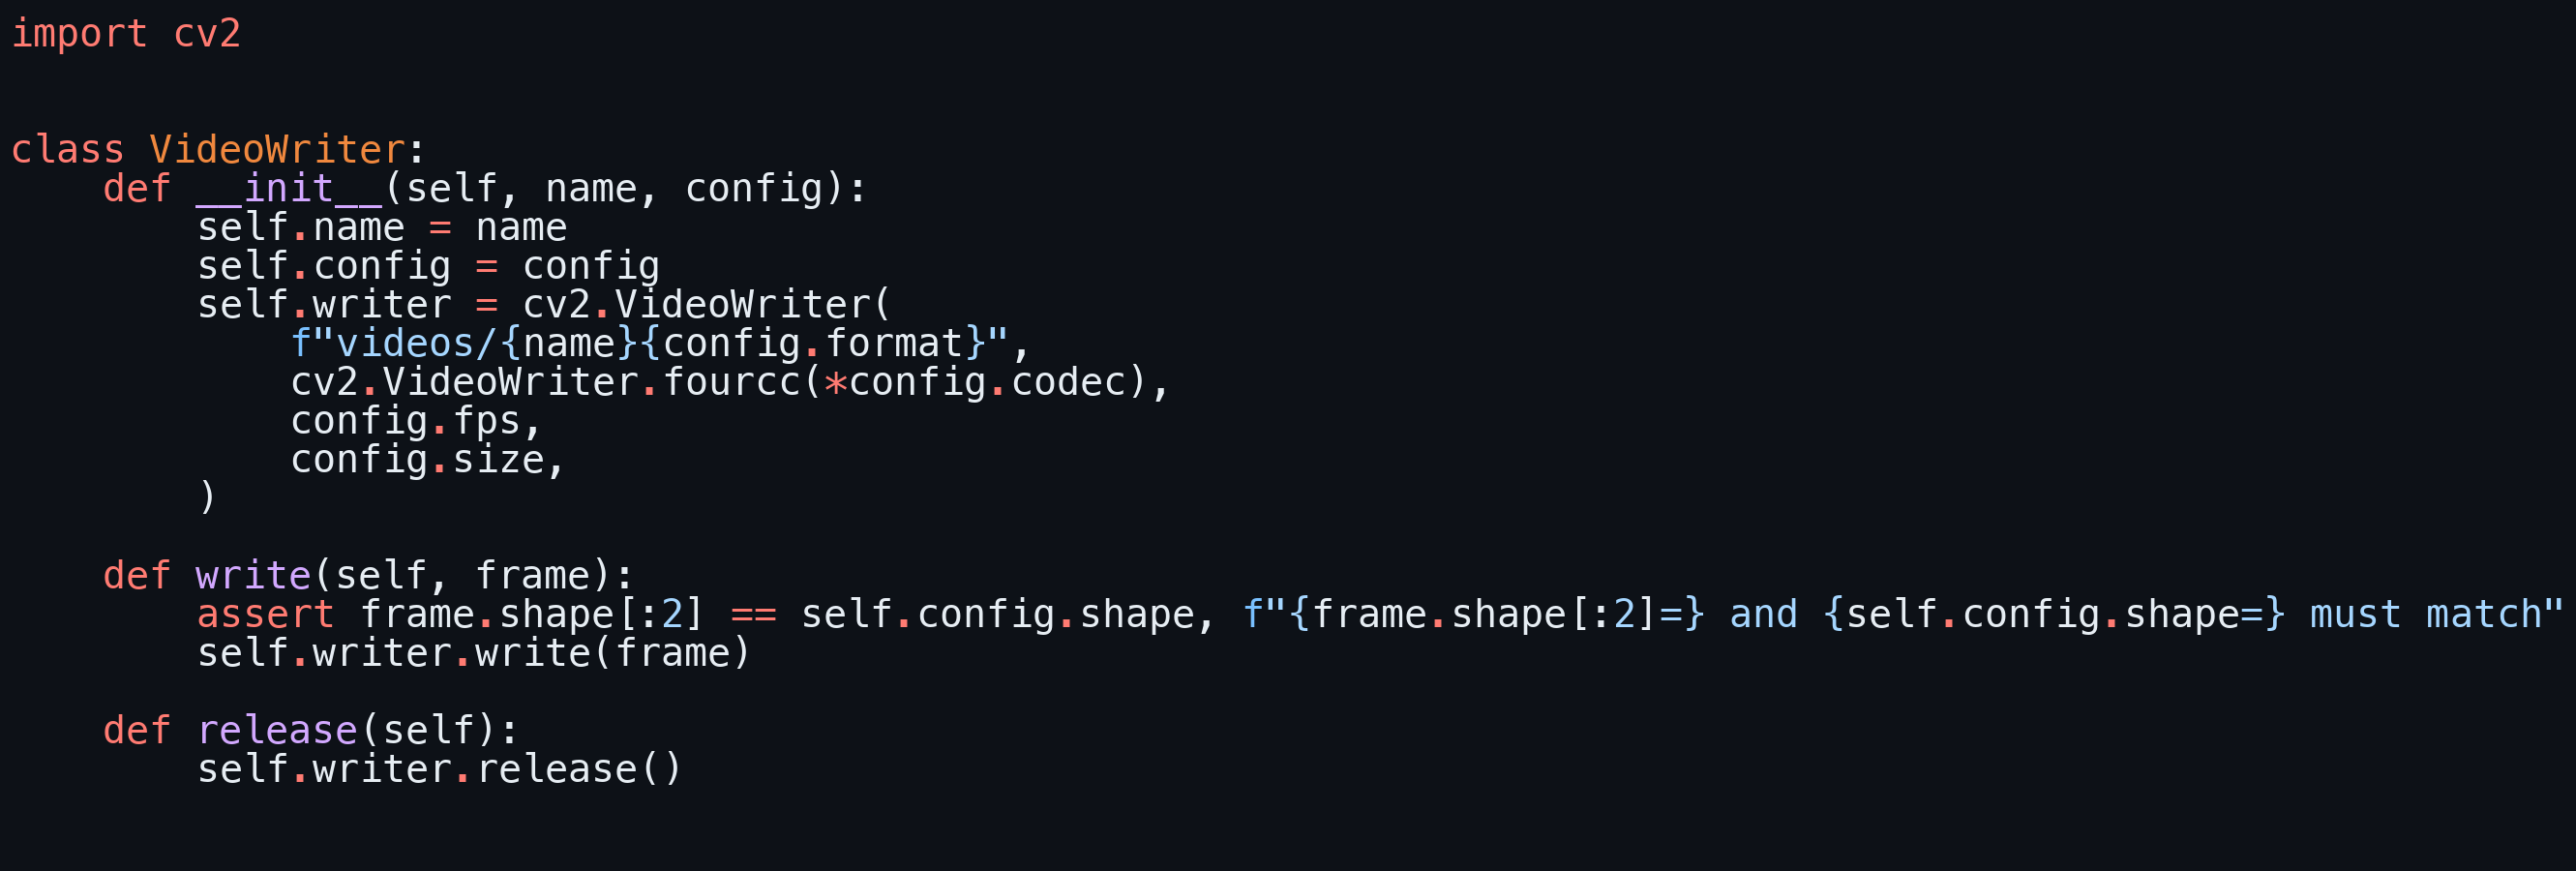 import cv2
class VideoWriter:
    def __init__(self, name, config):
        self.name = name
        self.config = config
        self.writer = cv2.VideoWriter(
            f"videos/{name}{config.format}",
            cv2.VideoWriter.fourcc(*config.codec),
            config.fps,
            config.size,
        )
    def write(self, frame):
        assert frame.shape[:2] == self.config.shape, f"{frame.shape[:2]=} and {self.config.shape=} must match"
        self.writer.write(frame)
    def release(self):
        self.writer.release()